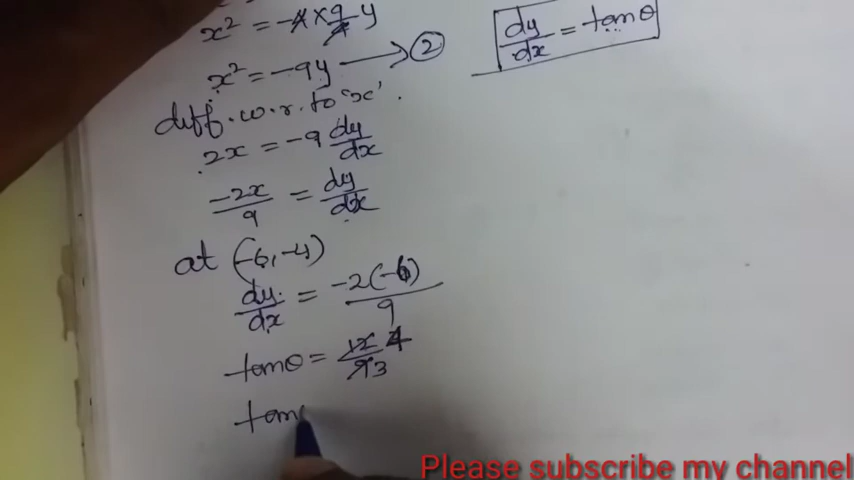 x² = -4 × 9/4 y
x² = -9y → ②
dy/dx = tanθ
diff. w. r. to 'x'.
2x = -9 dy/dx
-2x/9 = dy/dx
at (-6, -4)
dy/dx = -2(-6)/9
tanθ = 12/9 4/3
tan
Please subscribe my channel